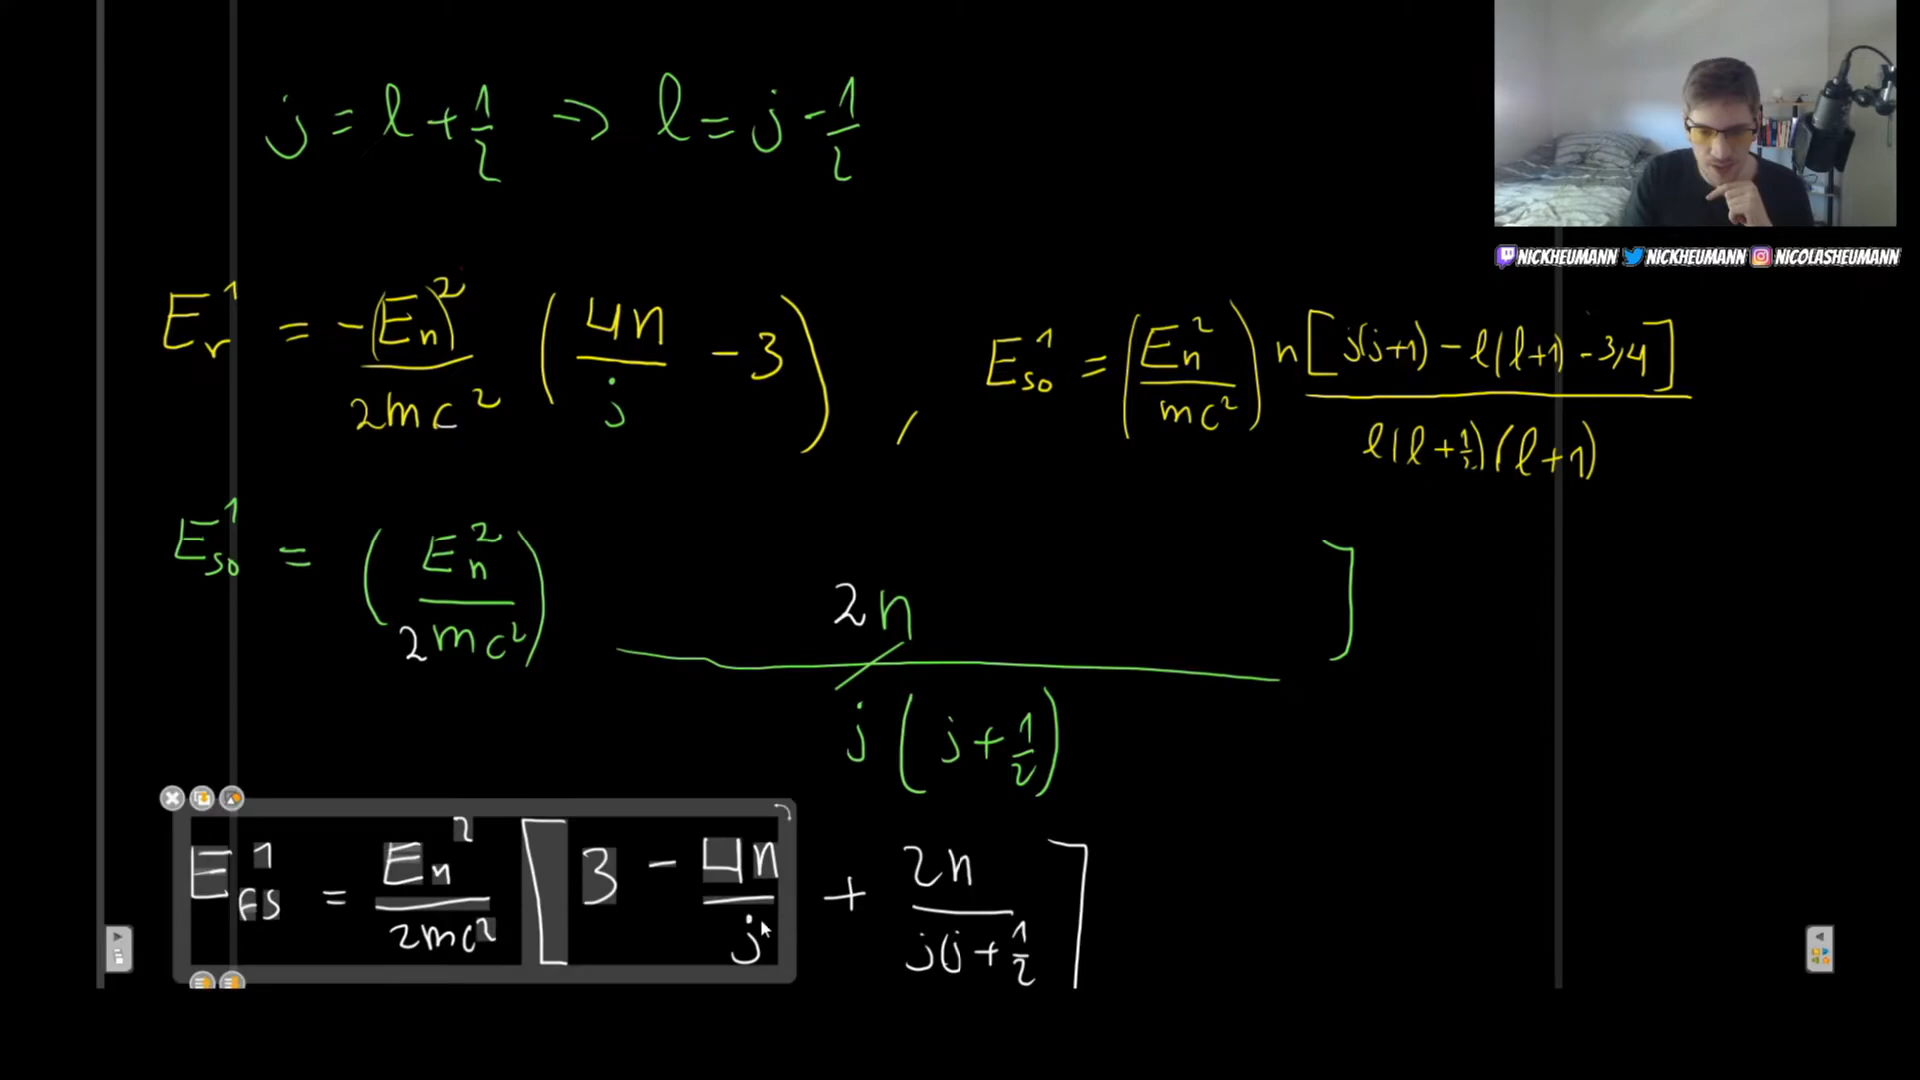 j = l + 1/2 => l = j - 1/2
NICKHEUMANN NICKHEUMANN NICOLASHEUMANN
E_r^1 = -(E_n)^2/2mc^2 (4n/j - 3) , E_so^1 = (E_n^2/mc^2) n[j(j+1) - l(l+1) - 3/4]/l(l+1/2)(l+1)
E_so^1 = (E_n^2/2mc^2) 2n/j(j+1/2) ]
E_fs^1 = E_n^2/2mc^2 [3 - 4n/j + 2n/j(j+1/2]